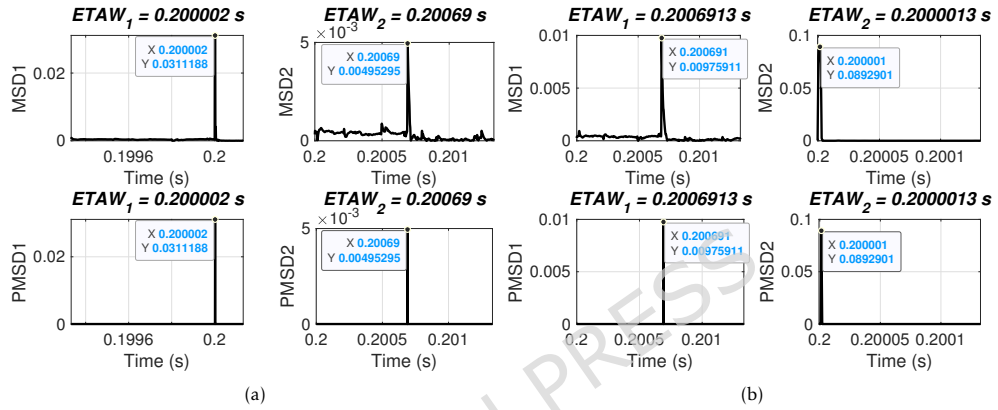 ETAW1 = 0.200002 s
ETAW2 = 0.20069 s
ETAW1 = 0.2006913 s
ETAW2 = 0.2000013 s
MSD1
0.02
0
X 0.200002
Y 0.0311188
0.1996 0.2
Time (s)
MSD2
×10-3
5
0
X 0.20069
Y 0.00495295
0.2 0.2005 0.201
Time (s)
MSD1
0.01
0.005
0
X 0.200691
Y 0.00975911
0.2 0.2005 0.201
Time (s)
MSD2
0.1
0.05
0
X 0.200001
Y 0.0892901
0.2 0.20005 0.2001
Time (s)
ETAW1 = 0.200002 s
ETAW2 = 0.20069 s
ETAW1 = 0.2006913 s
ETAW2 = 0.2000013 s
PMSD1
0.02
0
X 0.200002
Y 0.0311188
0.1996 0.2
Time (s)
PMSD2
×10-3
5
0
X 0.20069
Y 0.00495295
0.2 0.2005 0.201
Time (s)
PMSD1
0.01
0.005
0
X 0.200691
Y 0.00975911
0.2 0.2005 0.201
Time (s)
PMSD2
0.1
0.05
0
X 0.200001
Y 0.0892901
0.2 0.20005 0.2001
Time (s)
(a)
(b)
PRESS